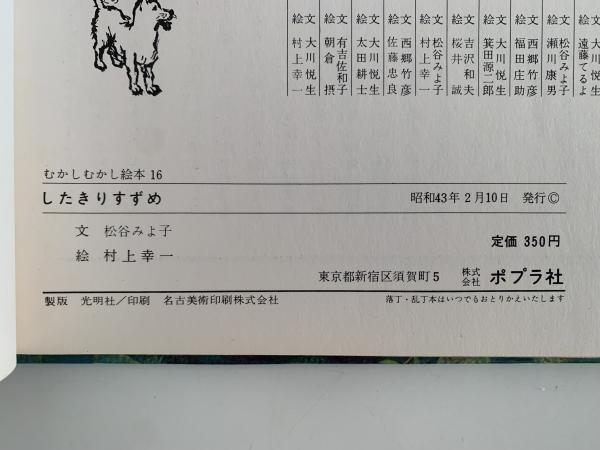 文 大川悦生
絵 遠藤てるよ
文 松谷みよ子
絵 瀬川康男
文 西郷竹彦
絵 福田庄助
文 大川悦生
絵 箕田源二郎
文 吉沢和夫
絵 桜井誠
文 松谷みよ子
絵 村上幸一
文 西郷竹彦
絵 佐藤忠良
文 大川悦生
絵 太田耕士
文 有吉佐和子
絵 朝倉摂
文 大川悦生
絵 村上幸一
むかしむかし絵本 16
したきりすずめ 昭和43年 2月10日 発行©
文 松谷みよ子
定価 350円
絵 村上幸一
東京都新宿区須賀町5 株式会社 ポプラ社
製版 光明社/印刷 名古美術印刷株式会社 落丁・乱丁本はいつでもおとりかえいたします